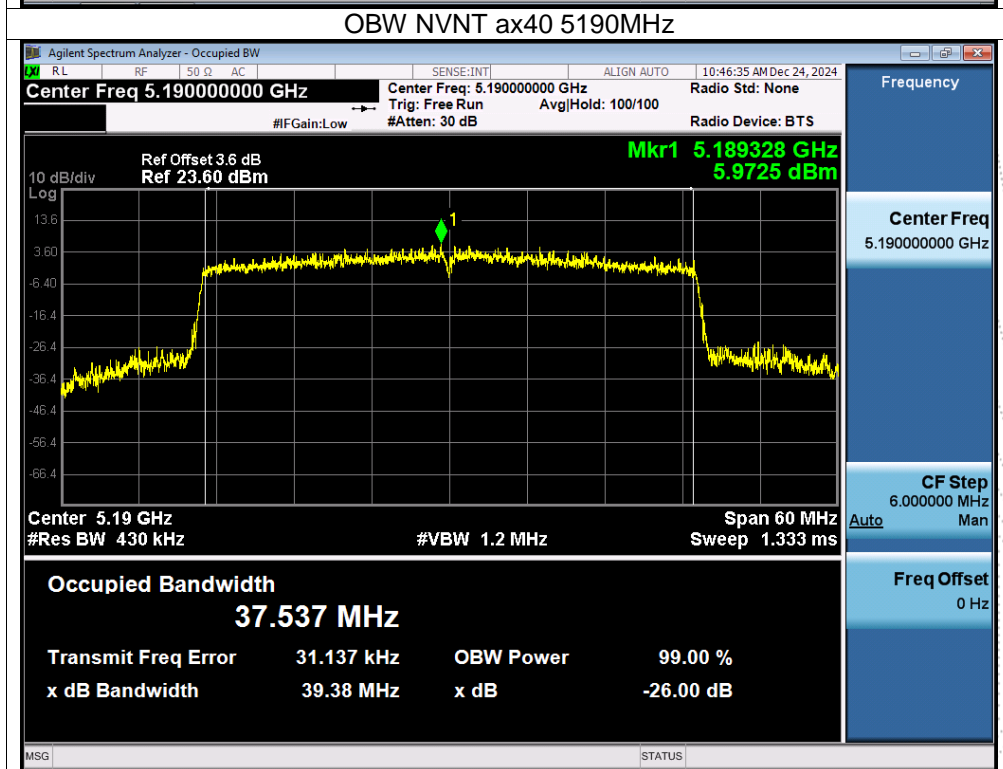 OBW NVNT ax40 5190MHz
Agilent Spectrum Analyzer - Occupied BW
LXI RL RF 50 Ω AC SENSE:INT ALIGN AUTO 10:46:35 AM Dec 24, 2024
Center Freq 5.190000000 GHz
Center Freq: 5.190000000 GHz Radio Std: None
Trig: Free Run Avg|Hold: 100/100
#IFGain:Low #Atten: 30 dB Radio Device: BTS
Frequency
Mkr1 5.189328 GHz
5.9725 dBm
Ref Offset 3.6 dB
10 dB/div Ref 23.60 dBm
Log
13.6
3.60
-6.40
-16.4
-26.4
-36.4
-46.4
-56.4
-66.4
1
Center 5.19 GHz Span 60 MHz
#Res BW 430 kHz #VBW 1.2 MHz Sweep 1.333 ms
Center Freq
5.190000000 GHz
CF Step
6.000000 MHz
Auto Man
Freq Offset
0 Hz
Occupied Bandwidth
37.537 MHz
Transmit Freq Error 31.137 kHz OBW Power 99.00 %
x dB Bandwidth 39.38 MHz x dB -26.00 dB
MSG STATUS